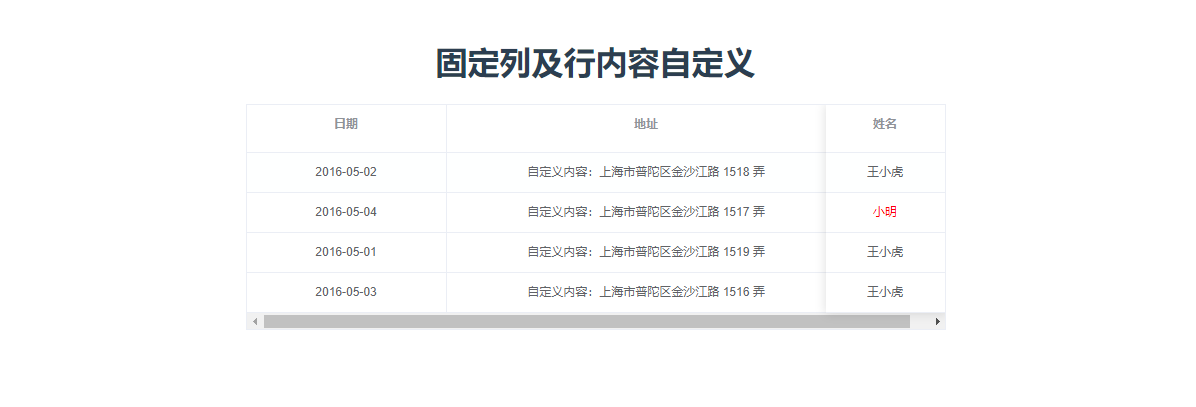 固定列及行内容自定义
日期 地址 姓名
2016-05-02 自定义内容：上海市普陀区金沙江路 1518 弄 王小虎
2016-05-04 自定义内容：上海市普陀区金沙江路 1517 弄 小明
2016-05-01 自定义内容：上海市普陀区金沙江路 1519 弄 王小虎
2016-05-03 自定义内容：上海市普陀区金沙江路 1516 弄 王小虎